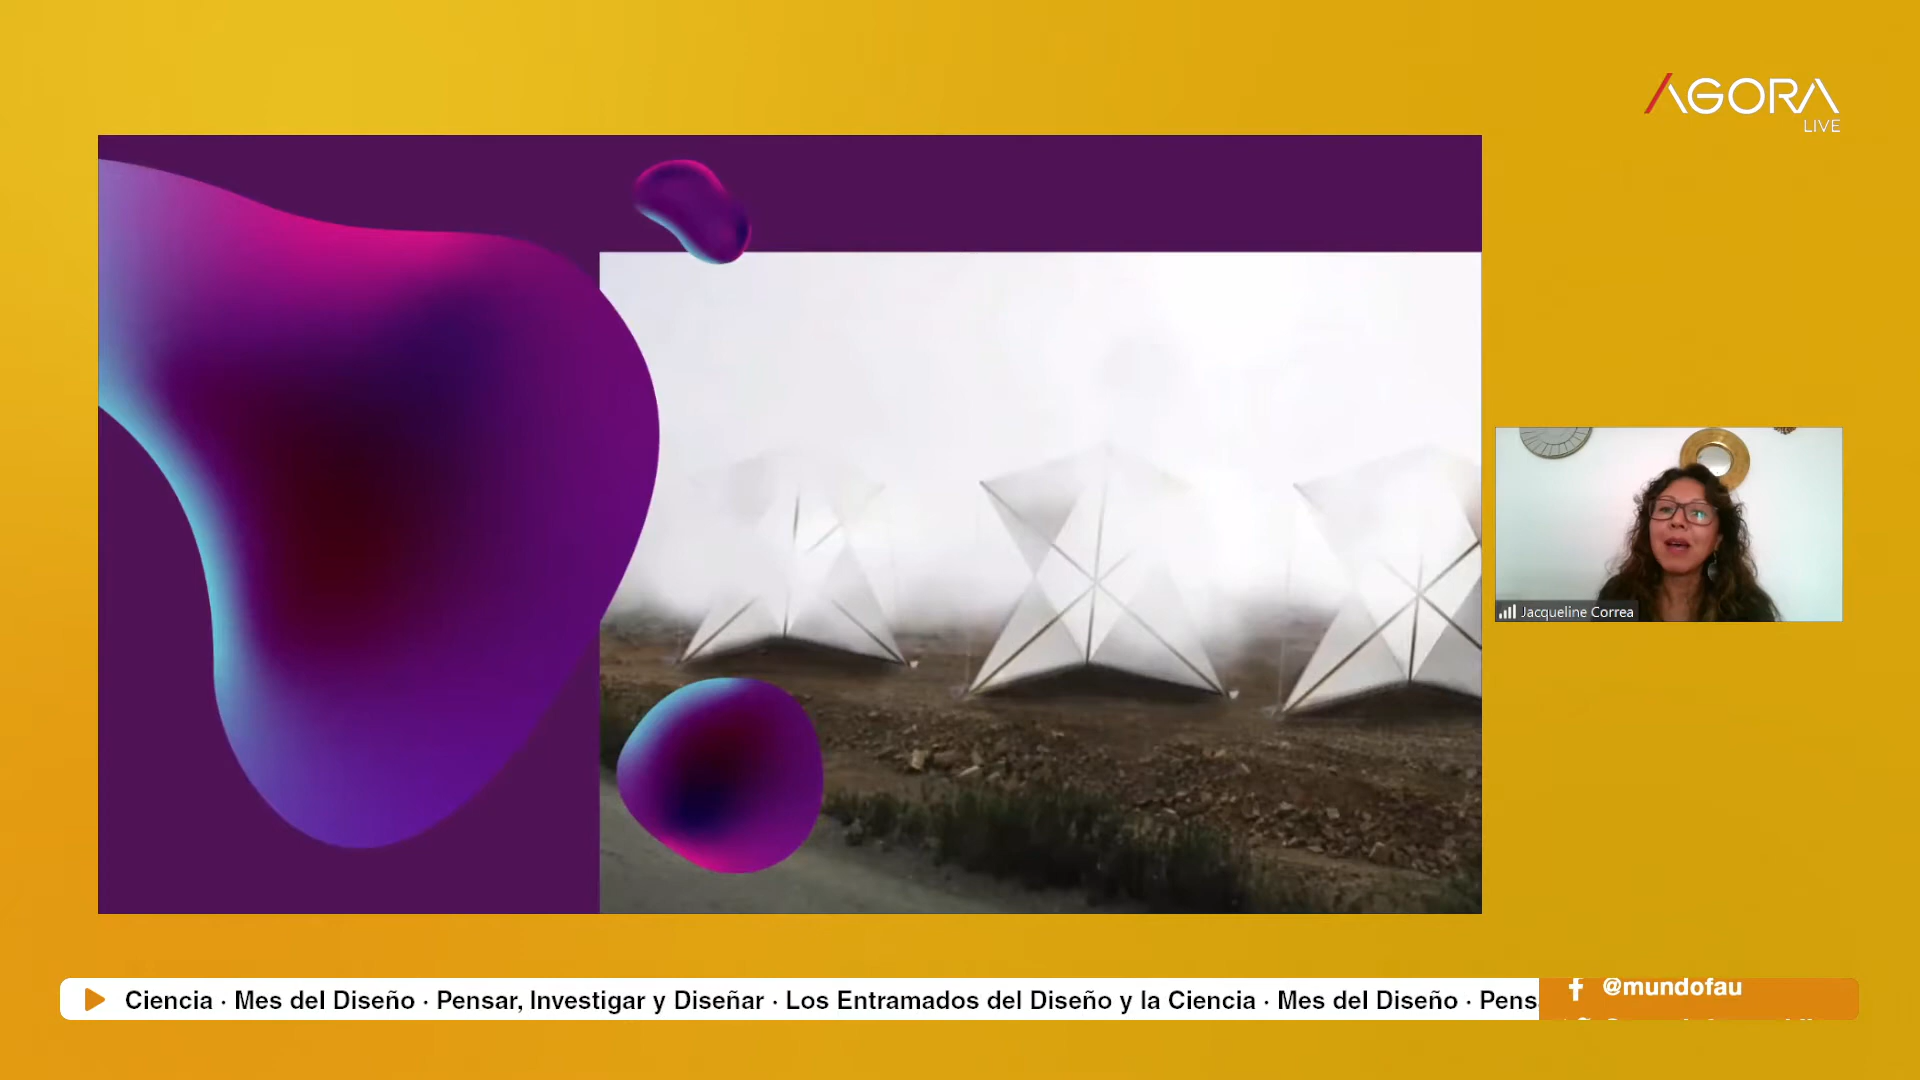 AGORA
LIVE
Jacqueline Correa
Ciencia · Mes del Diseño · Pensar, Investigar y Diseñar · Los Entramados del Diseño y la Ciencia · Mes del Diseño · Pens
@mundofau